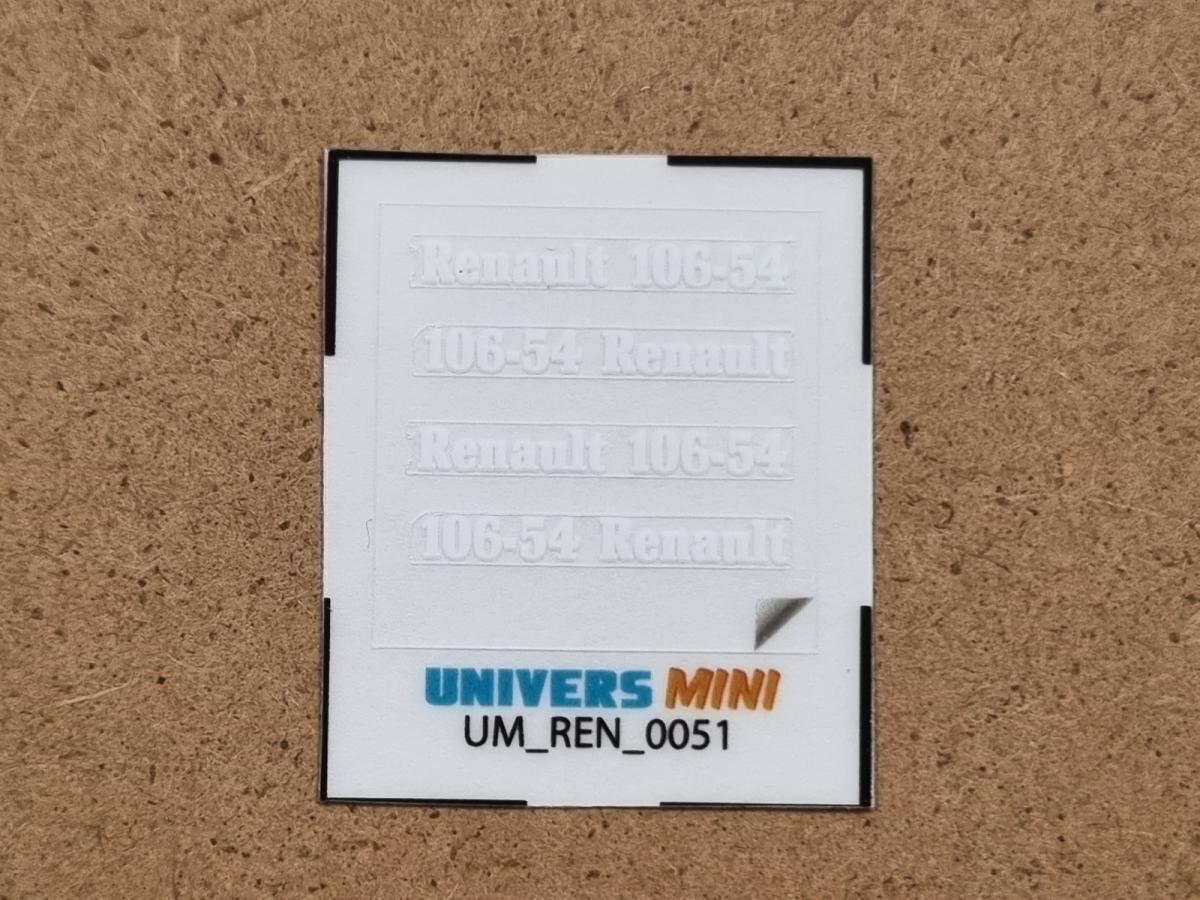 Renault 106-54
106-54 Renault
Renault 106-54
106-54 Renault
UNIVERS MINI
UM_REN_0051